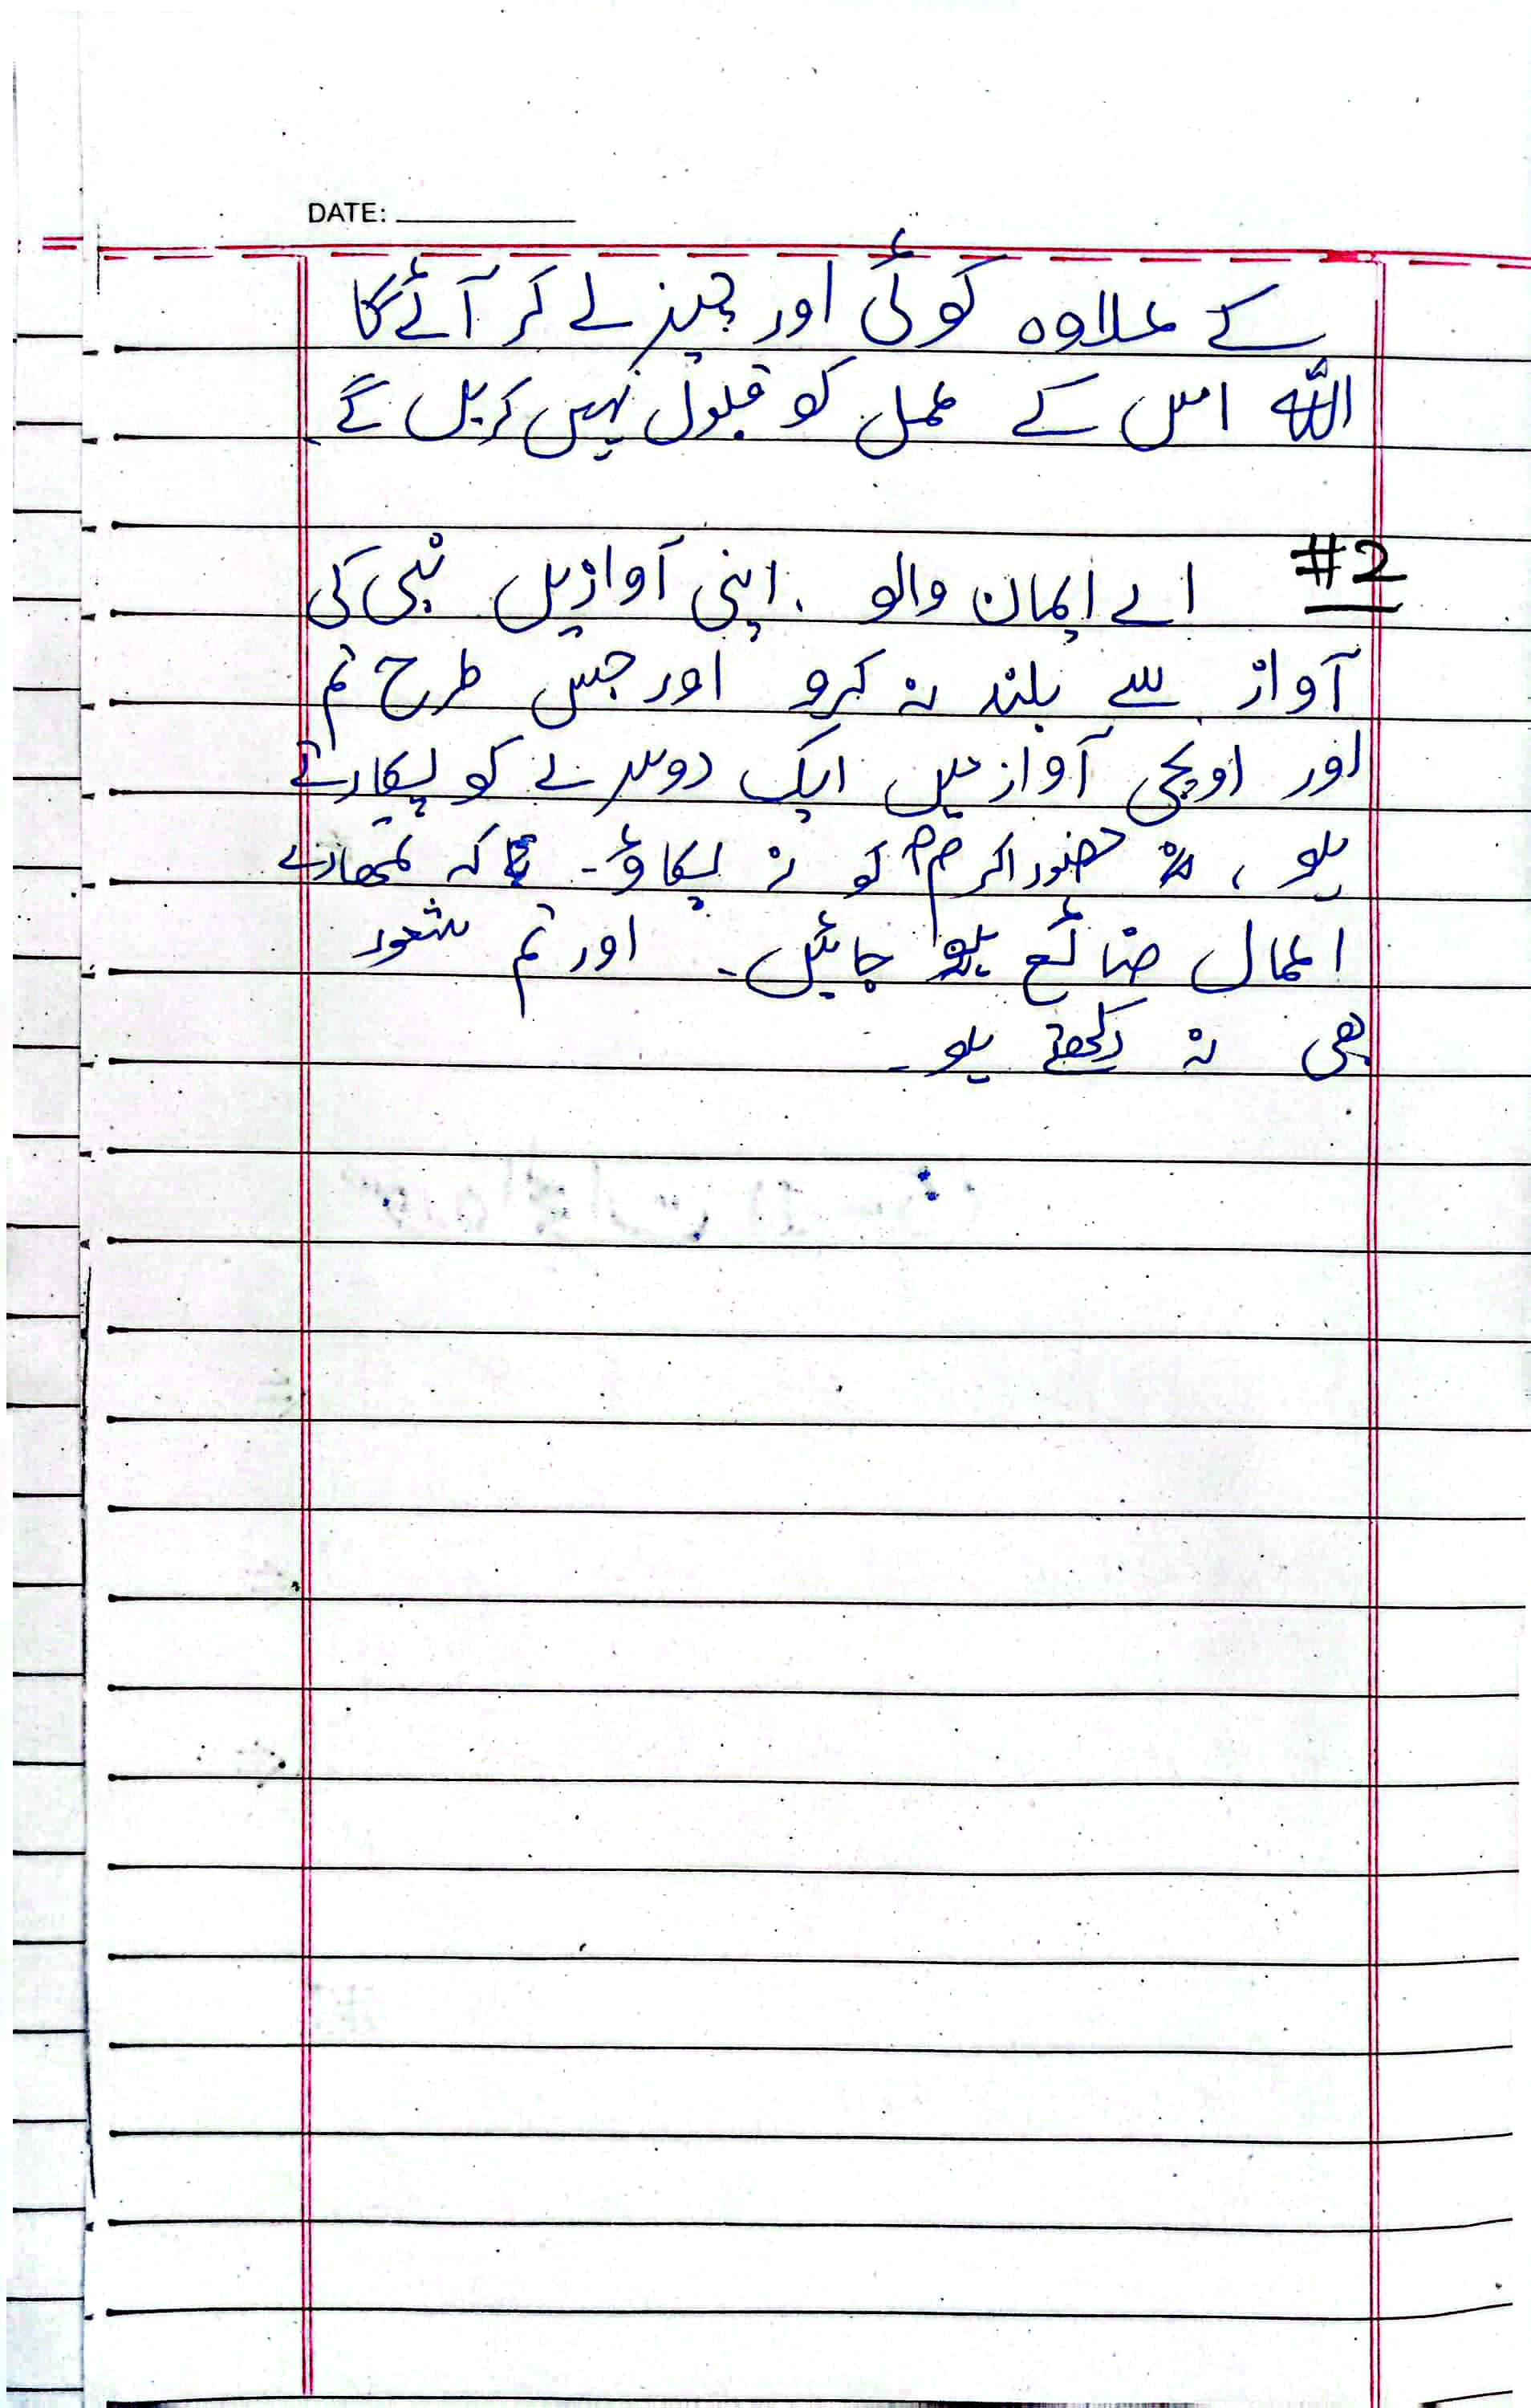 DATE:
کے علاوہ کوئی اور چیز لے کر آئے گا
اللہ اس کے عمل کو قبول نہیں کریں گے۔
#2 اے ایمان والو . اپنی آوازیں نبی کی
آواز سے بلند نہ کرو اور جس طرح تم
اور اونچی آواز میں ایک دوسرے کو پکارتے
ہو ، حضور اکرمؐ کو نہ پکاؤ۔ کہ تمھارے
اعمال ضائع ہو جائیں۔ اور تم شعور
بھی نہ رکھتے ہو۔